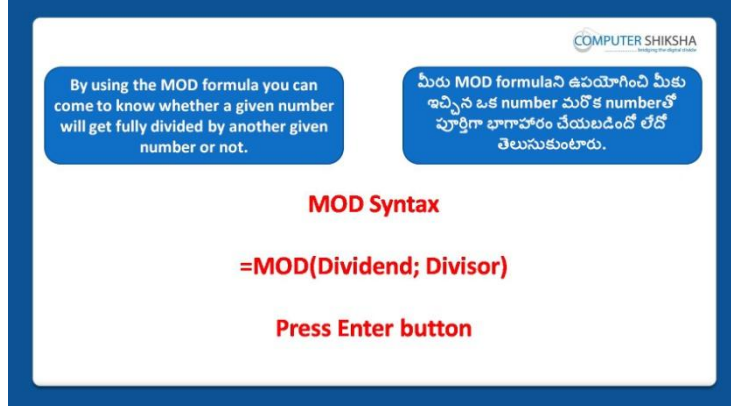 COMPUTER SHIKSHA
bridging the digital divide
By using the MOD formula you can
come to know whether a given number
will get fully divided by another given
number or not.
మీరు MOD formulaని ఉపయోగించి మీకు
ఇచ్చిన ఒక number మరొక numberతో
పూర్తిగా భాగాహారం చేయబడిందో లేదో
తెలుసుకుంటారు.
MOD Syntax
=MOD(Dividend; Divisor)
Press Enter button